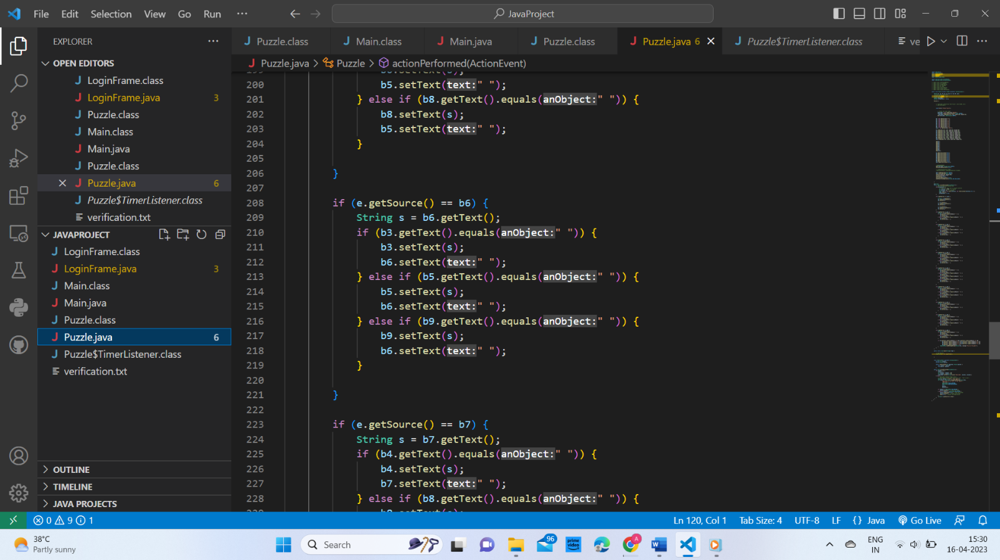 File Edit Selection View Go Run ···
JavaProject
EXPLORER
OPEN EDITORS
LoginFrame.class
LoginFrame.java 3
Puzzle.class
Main.class
Main.java
Puzzle.class
Puzzle.java 6
Puzzle$TimerListener.class
verification.txt
JAVAPROJECT
LoginFrame.class
LoginFrame.java 3
Main.class
Main.java
Puzzle.class
Puzzle.java 6
Puzzle$TimerListener.class
verification.txt
OUTLINE
TIMELINE
JAVA PROJECTS
Puzzle.class Main.class Main.java Puzzle.class Puzzle.java 6 Puzzle$TimerListener.class ve
Puzzle.java > Puzzle > actionPerformed(ActionEvent)
200 b5.setText(text:" ");
201 } else if (b8.getText().equals(anObject:" ")) {
202 b8.setText(s);
203 b5.setText(text:" ");
204 }
205
206 }
207
208 if (e.getSource() == b6) {
209 String s = b6.getText();
210 if (b3.getText().equals(anObject:" ")) {
211 b3.setText(s);
212 b6.setText(text:" ");
213 } else if (b5.getText().equals(anObject:" ")) {
214 b5.setText(s);
215 b6.setText(text:" ");
216 } else if (b9.getText().equals(anObject:" ")) {
217 b9.setText(s);
218 b6.setText(text:" ");
219 }
220
221 }
222
223 if (e.getSource() == b7) {
224 String s = b7.getText();
225 if (b4.getText().equals(anObject:" ")) {
226 b4.setText(s);
227 b7.setText(text:" ");
228 } else if (b8.getText().equals(anObject:" ")) {
0 9 1 Ln 120, Col 1 Tab Size: 4 UTF-8 LF {} Java Go Live
38°C
Partly sunny
Search
96
prime video
A
W
ENG
IN
15:30
16-04-2023